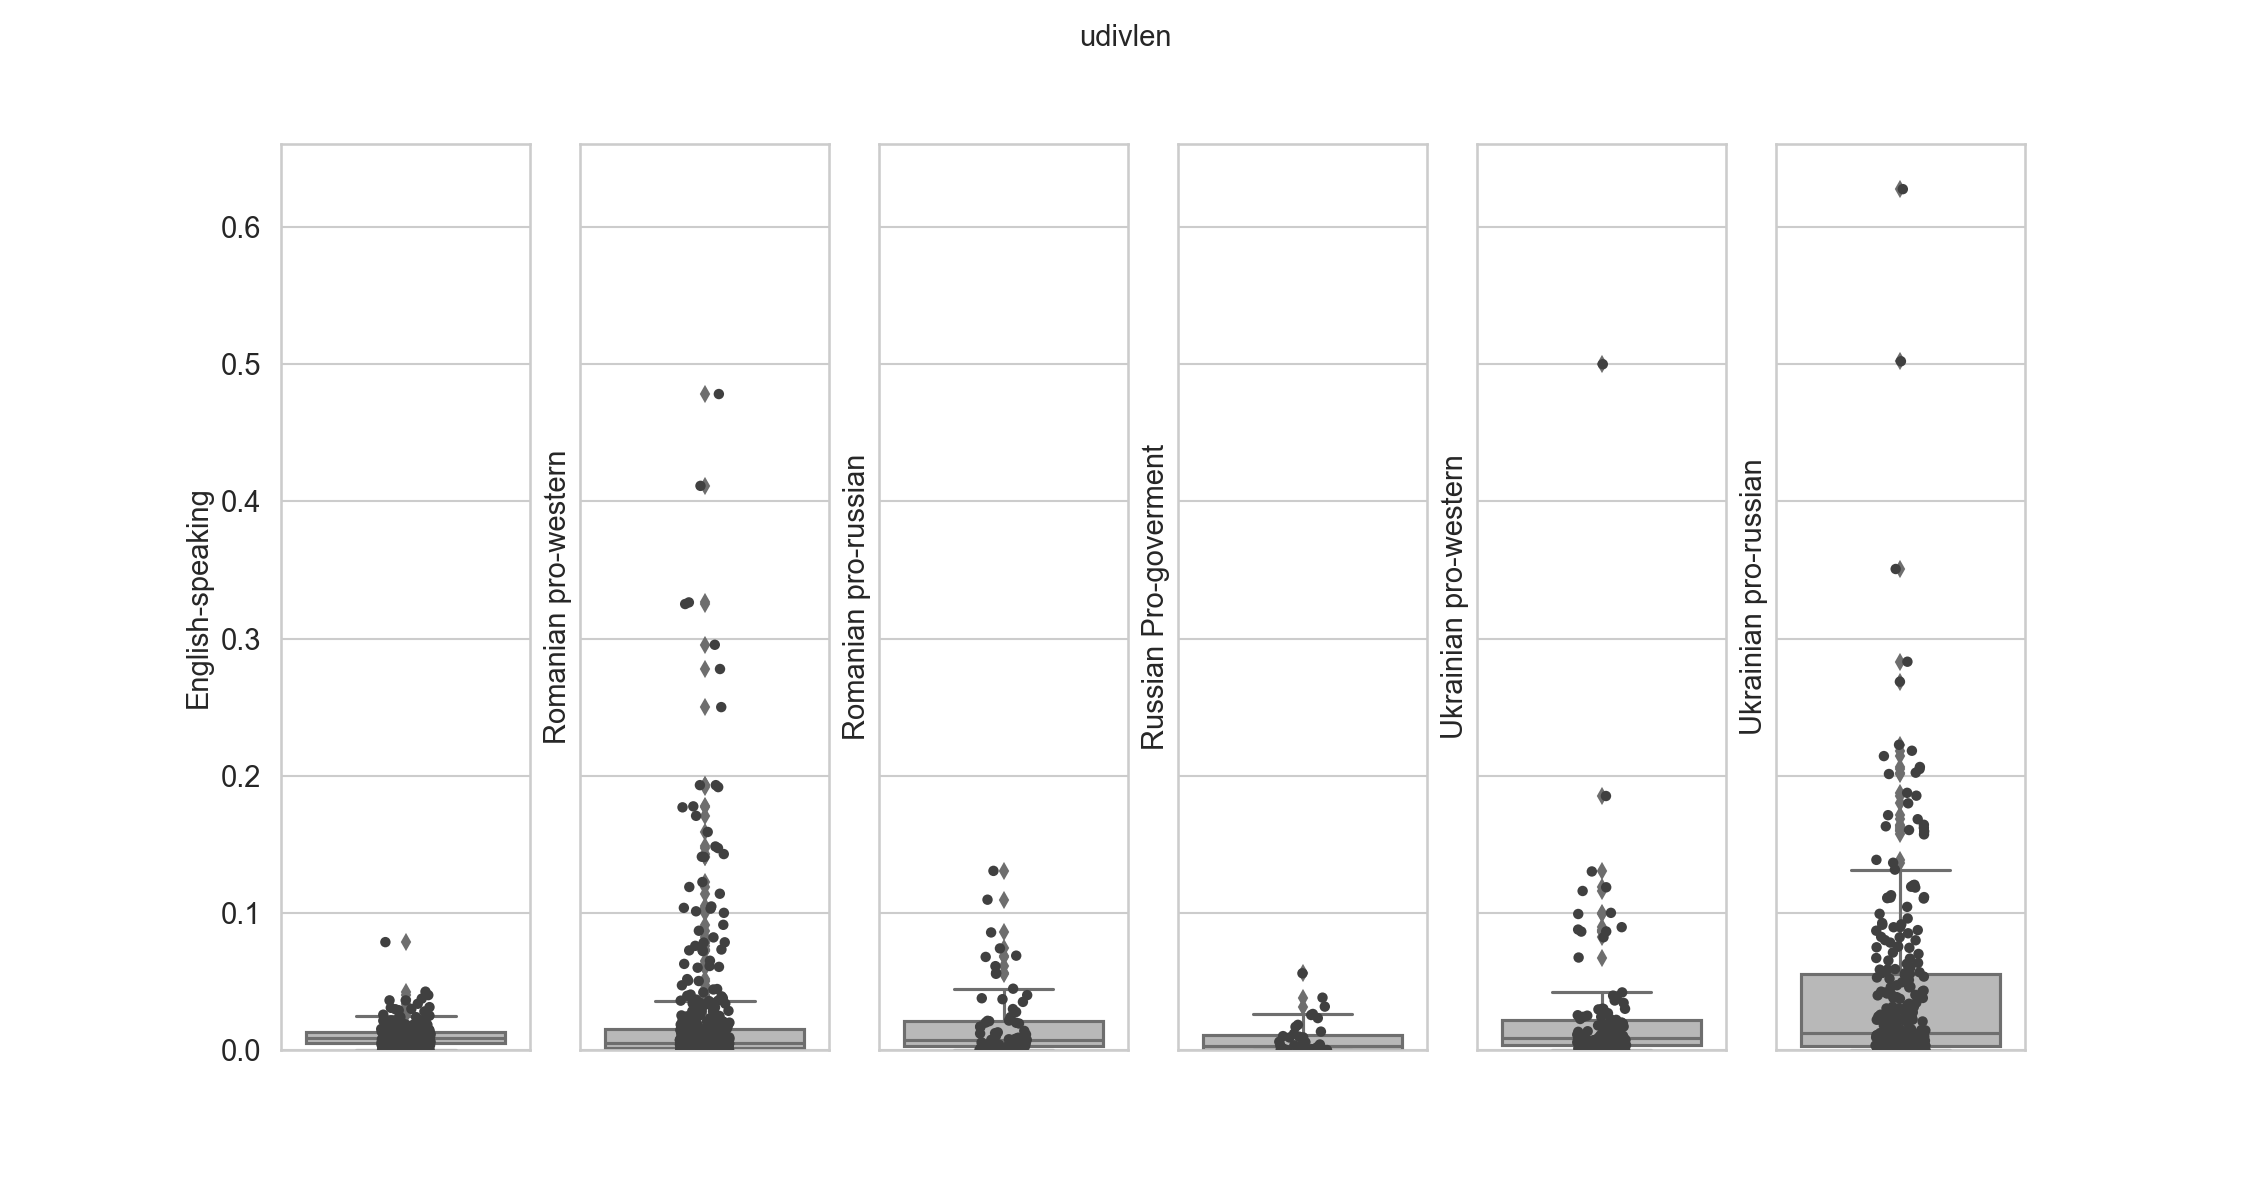 udivlen
0.6
0.5
0.4
0.3
0.2
0.1
0.0
English-speaking
Romanian pro-western
Romanian pro-russian
Russian Pro-goverment
Ukrainian pro-western
Ukrainian pro-russian